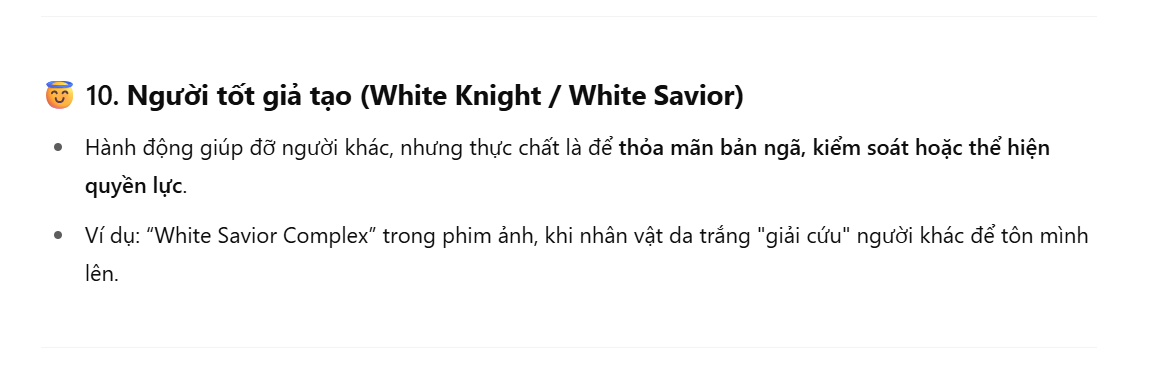 😇 10. Người tốt giả tạo (White Knight / White Savior)
• Hành động giúp đỡ người khác, nhưng thực chất là để thỏa mãn bản ngã, kiểm soát hoặc thể hiện
quyền lực.
• Ví dụ: “White Savior Complex” trong phim ảnh, khi nhân vật da trắng "giải cứu" người khác để tôn mình
lên.